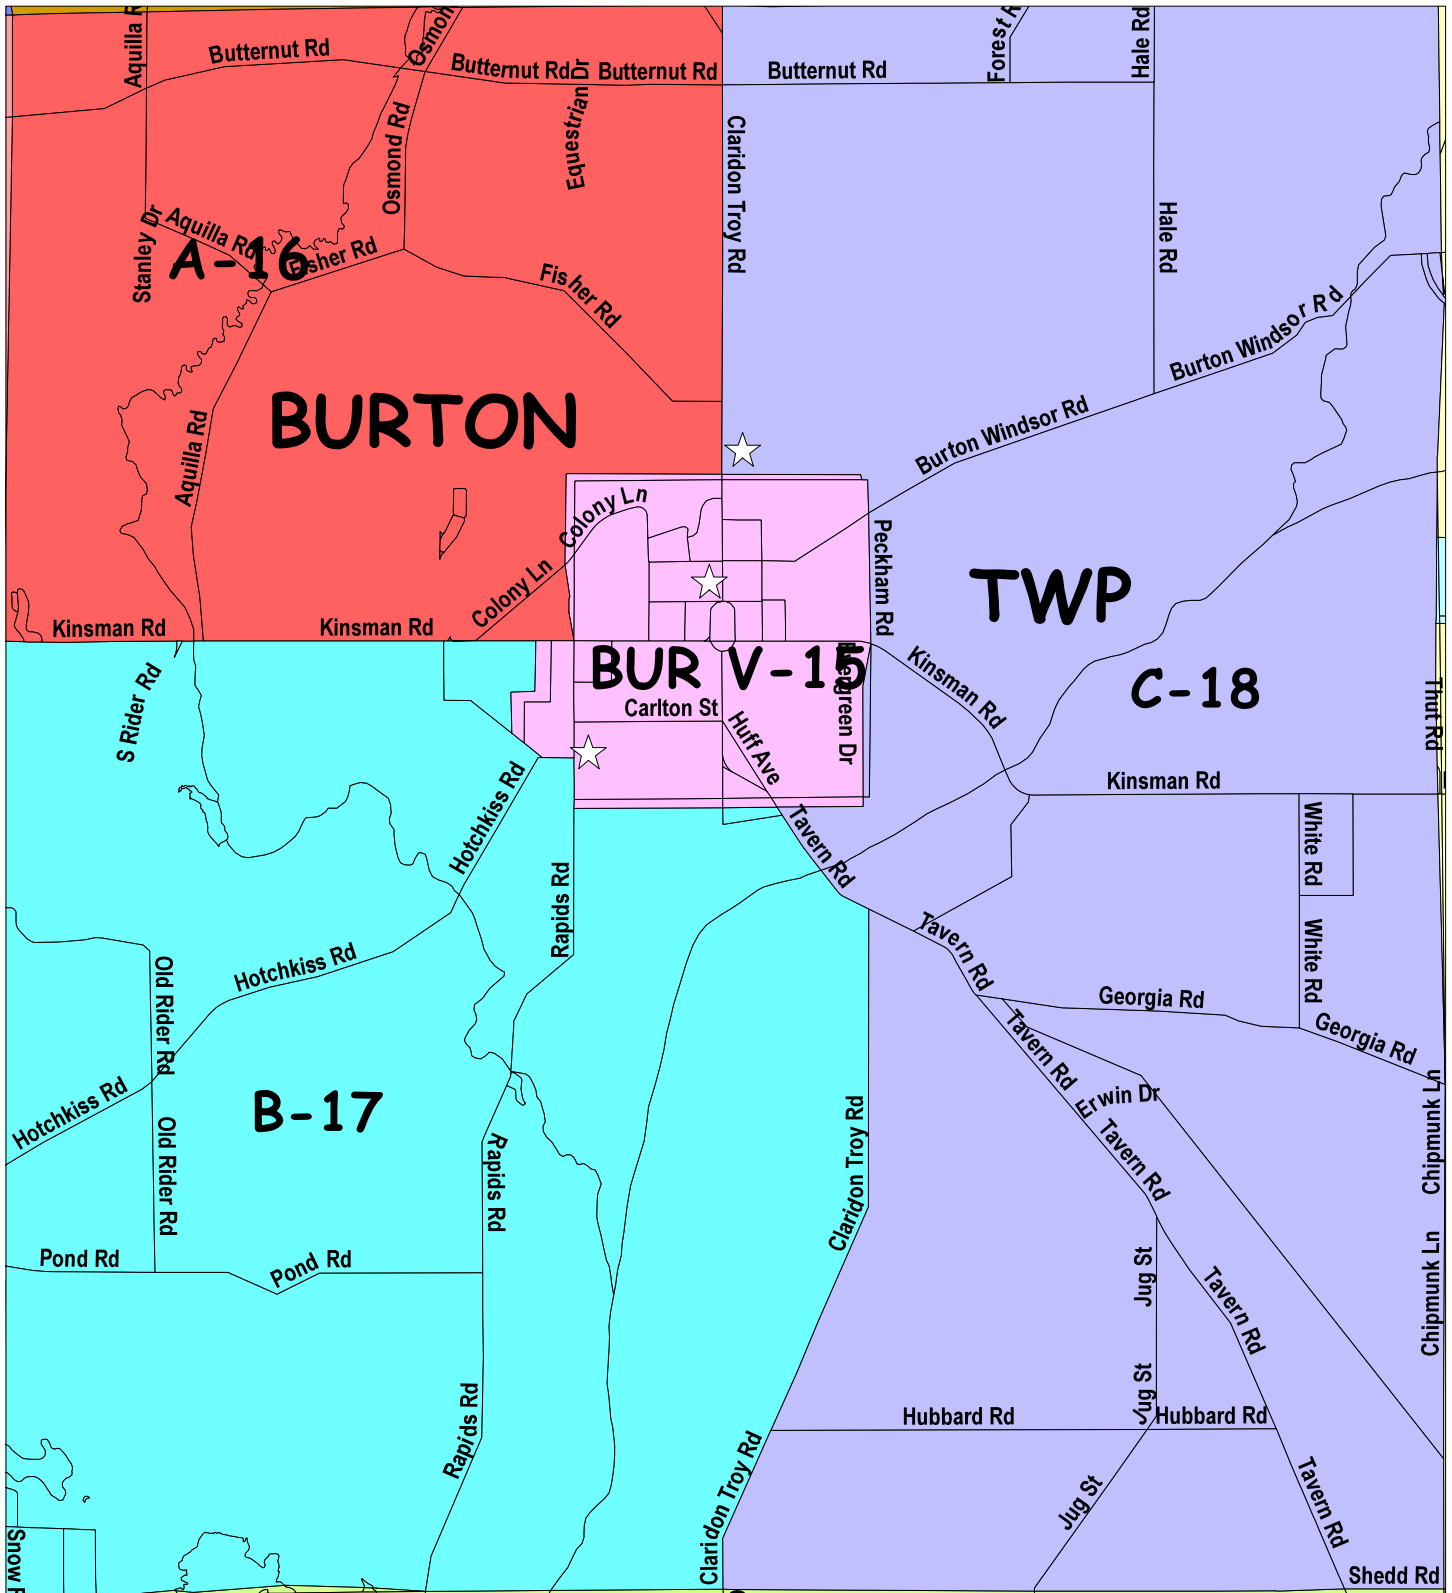 Aquilla R
Osmon
Forest R
Hale Rd
Butternut Rd
Butternut Rd
Equestrian Dr
Butternut Rd
Butternut Rd
Osmond Rd
Claridon Troy Rd
Hale Rd
Stanley Dr
Aquilla Rd
A-16
Fisher Rd
Fisher Rd
Burton Windsor Rd
BURTON
Aquilla Rd
Burton Windsor Rd
Colony Ln
Colony Ln
Peckham Rd
TWP
Kinsman Rd
Kinsman Rd
BUR V-15
Evergreen Dr
Kinsman Rd
C-18
S Rider Rd
Carlton St
Huff Ave
Thut Rd
Kinsman Rd
Hotchkiss Rd
Tavern Rd
White Rd
Rapids Rd
Hotchkiss Rd
Old Rider Rd
Tavern Rd
White Rd
Georgia Rd
Georgia Rd
Tavern Rd
Hotchkiss Rd
B-17
Erwin Dr
Chipmunk Ln
Old Rider Rd
Rapids Rd
Claridon Troy Rd
Tavern Rd
Pond Rd
Pond Rd
Jug St
Tavern Rd
Chipmunk Ln
Rapids Rd
Jug St
Hubbard Rd
Hubbard Rd
Claridon Troy Rd
Jug St
Tavern Rd
Snow R
Shedd Rd